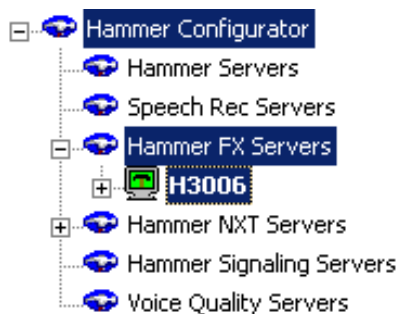 Hammer Configurator
Hammer Servers
Speech Rec Servers
Hammer FX Servers
H3006
Hammer NXT Servers
Hammer Signaling Servers
Voice Quality Servers